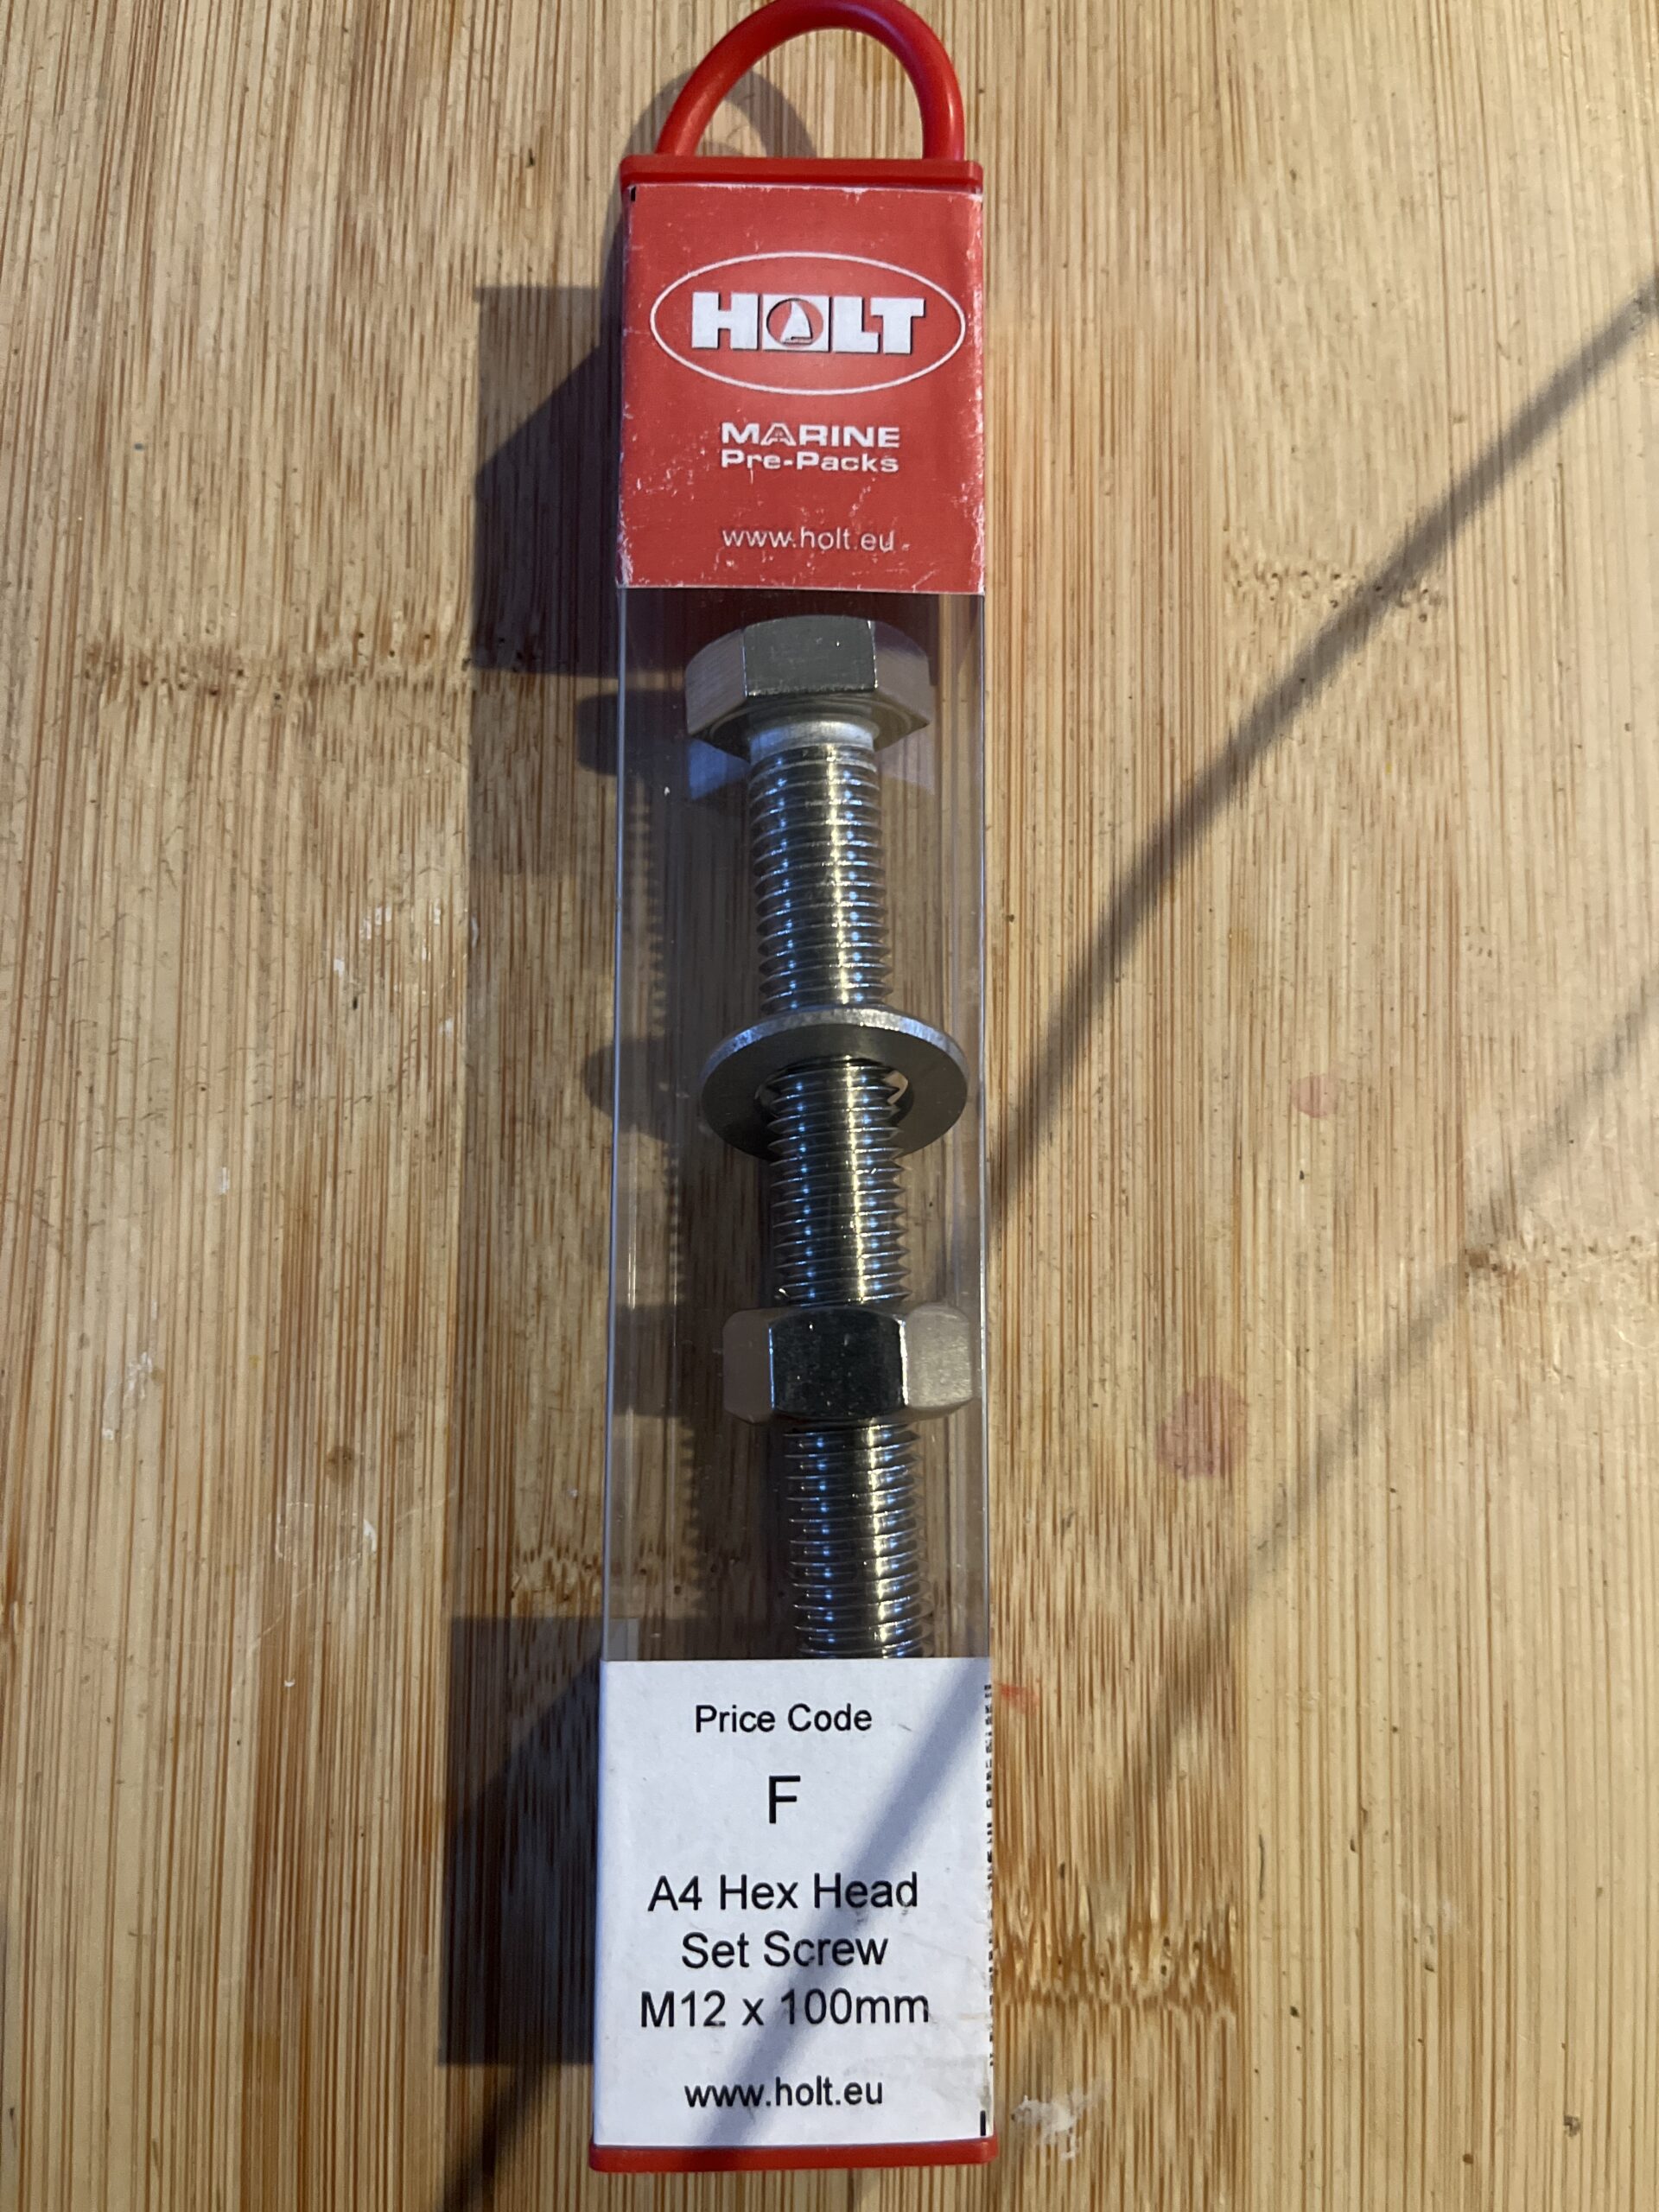 HOLT
MARINE
Pre-Packs
www.holt.eu
Price Code
F
A4 Hex Head
Set Screw
M12 x 100mm
www.holt.eu